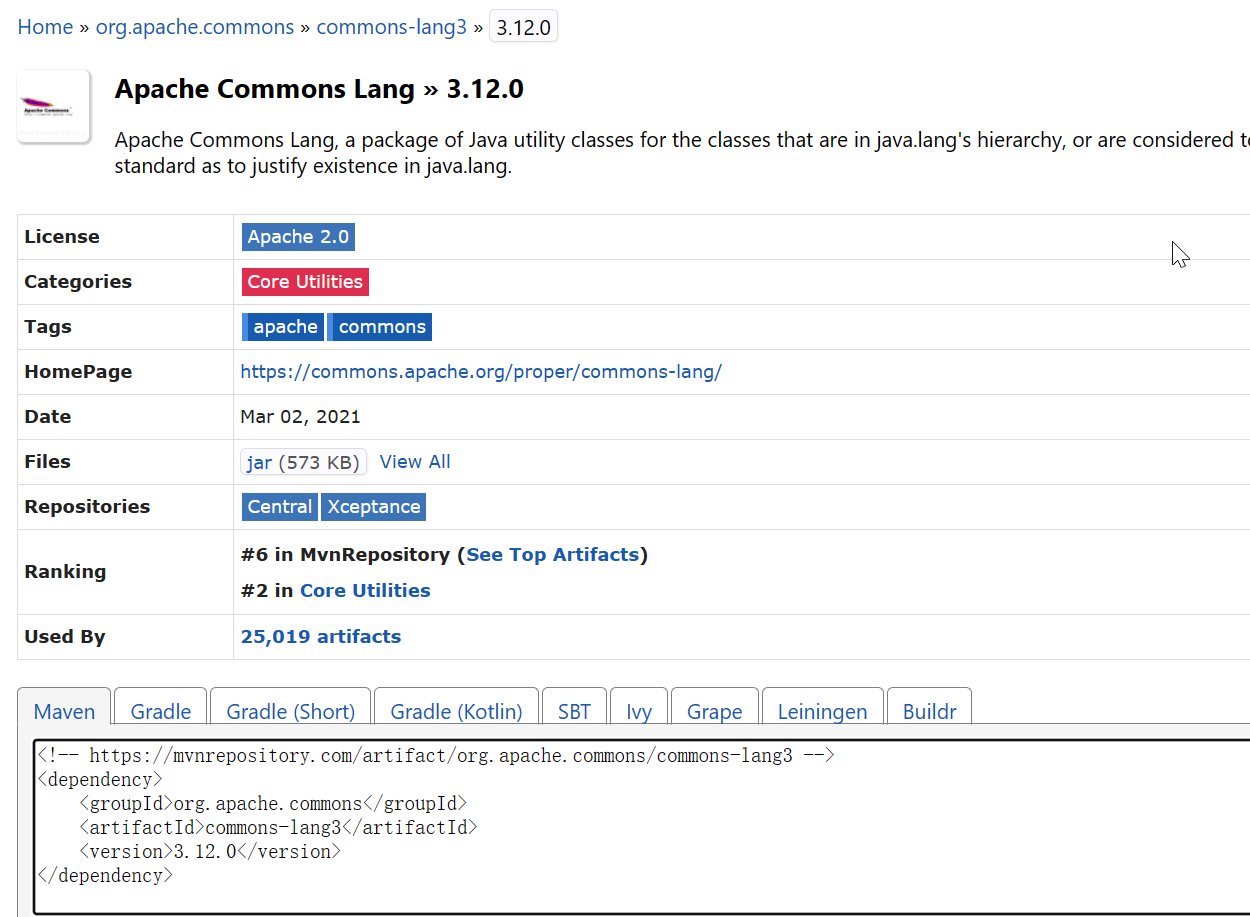 Home » org.apache.commons » commons-lang3 » 3.12.0
Apache Commons
Apache Commons Lang » 3.12.0
Apache Commons Lang, a package of Java utility classes for the classes that are in java.lang's hierarchy, or are considered
standard as to justify existence in java.lang.
License Apache 2.0
Categories Core Utilities
Tags apache commons
HomePage https://commons.apache.org/proper/commons-lang/
Date Mar 02, 2021
Files jar (573 KB) View All
Repositories Central Xceptance
Ranking #6 in MvnRepository (See Top Artifacts)
#2 in Core Utilities
Used By 25,019 artifacts
Maven Gradle Gradle (Short) Gradle (Kotlin) SBT Ivy Grape Leiningen Buildr
<!-- https://mvnrepository.com/artifact/org.apache.commons/commons-lang3 -->
<dependency>
    <groupId>org.apache.commons</groupId>
    <artifactId>commons-lang3</artifactId>
    <version>3.12.0</version>
</dependency>